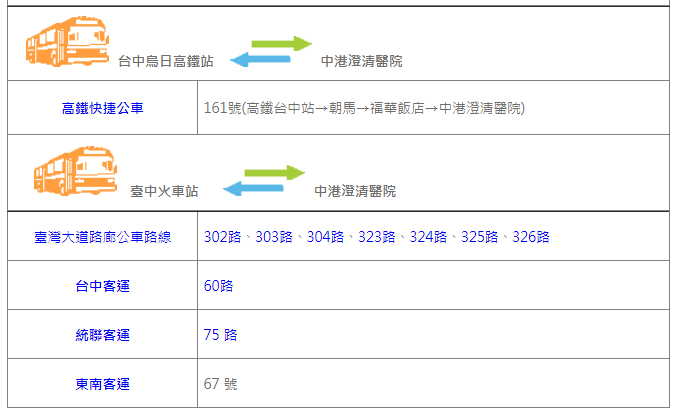 台中烏日高鐵站 中港澄清醫院
高鐵快捷公車 161號(高鐵台中站→朝馬→福華飯店→中港澄清醫院)
臺中火車站 中港澄清醫院
臺灣大道路廊公車路線 302路、303路、304路、323路、324路、325路、326路
台中客運 60路
統聯客運 75 路
東南客運 67 號